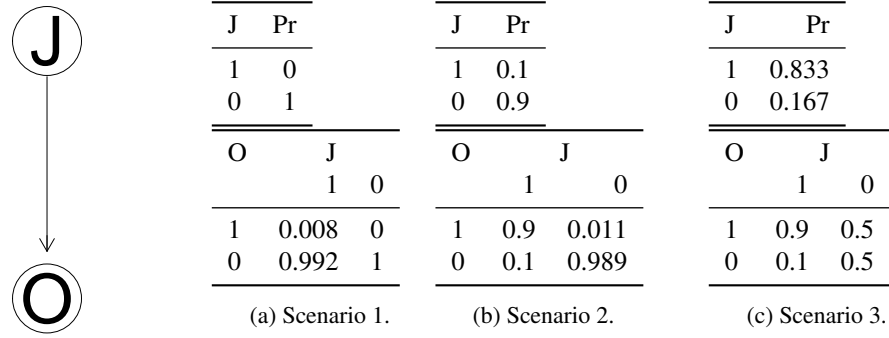 J
O
J Pr
1 0
0 1
O J
1 0
1 0.008 0
0 0.992 1
(a) Scenario 1.
J Pr
1 0.1
0 0.9
O J
1 0
1 0.9 0.011
0 0.1 0.989
(b) Scenario 2.
J Pr
1 0.833
0 0.167
O J
1 0
1 0.9 0.5
0 0.1 0.5
(c) Scenario 3.